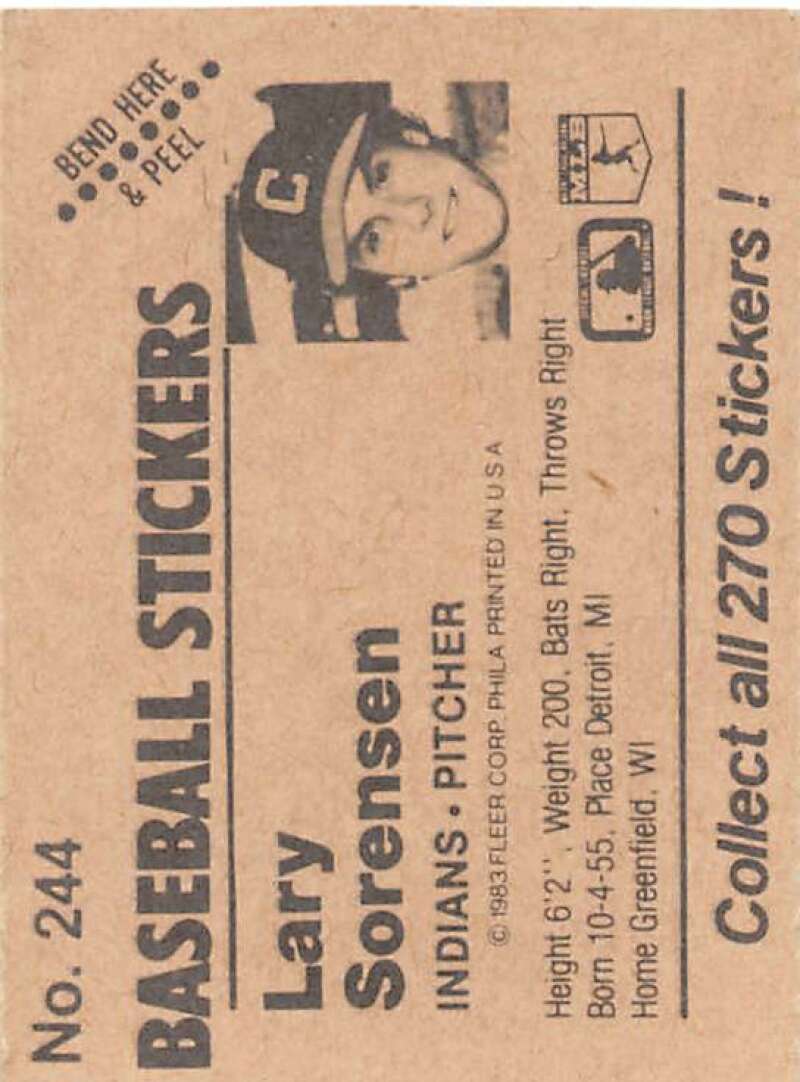 No. 244
BEND HERE
& PEEL
BASEBALL STICKERS
C
Lary
Sorensen
INDIANS • PITCHER
© 1983 FLEER CORP. PHILA PRINTED IN U S A
Height 6'2", Weight 200, Bats Right, Throws Right
Born 10-4-55, Place Detroit, MI
Home Greenfield, WI
Collect all 270 Stickers!